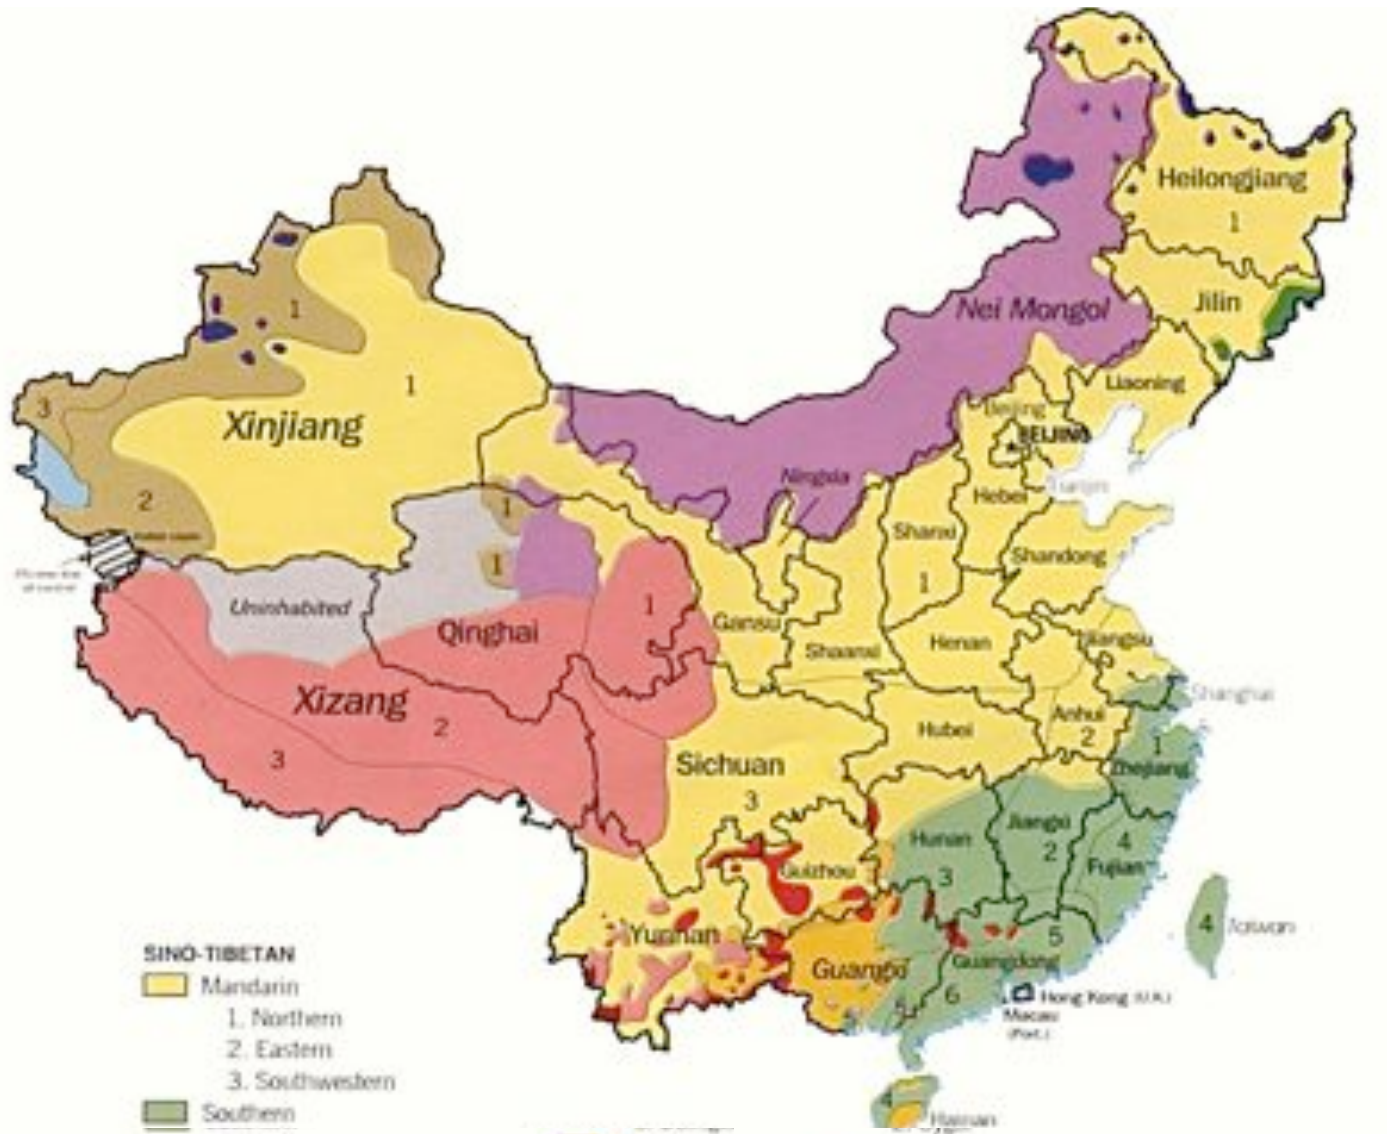 Heilongjiang
1
Jilin
Nei Mongol
Liaoning
1
3
1
Xinjiang
Beijing
BEIJING
Ningxia
Hebei
Tianjin
2
1
Shanxi
Shandong
1
1
Uninhabited
Qinghai
1
Gansu
Shaanxi
Henan
Jiangsu
Xizang
2
3
Shanghai
Hubei
Anhui
2
1
Zhejiang
Sichuan
3
Hunan
3
Jiangxi
2
4
Fujian
Guizhou
Yunnan
Guangxi
5
Guangdong
6
5
4
Taiwan
Hong Kong (U.K.)
Macau
(Port.)
4
Hainan
SINO-TIBETAN
Mandarin
1. Northern
2. Eastern
3. Southwestern
Southern